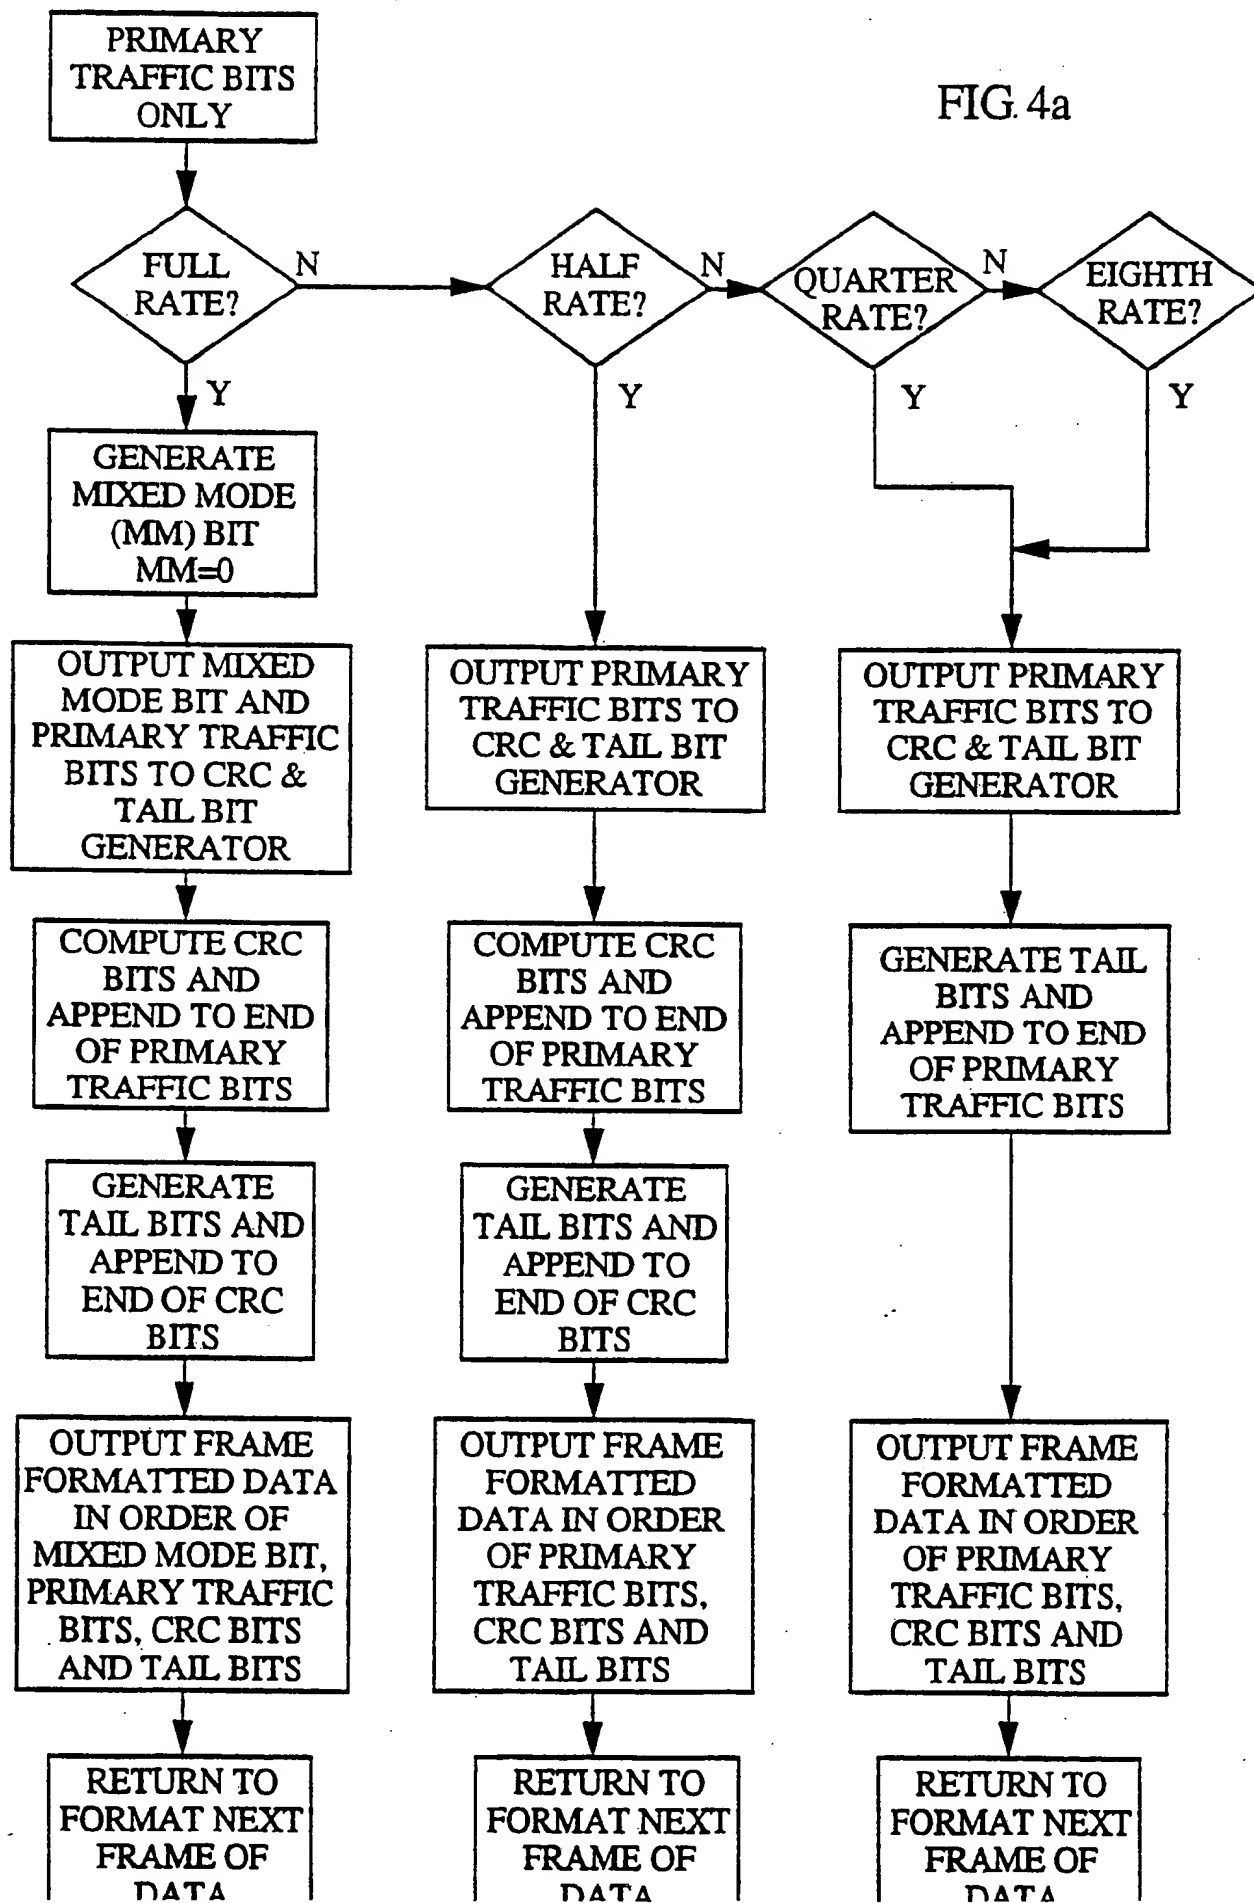 PRIMARY
TRAFFIC BITS
ONLY
FIG. 4a
FULL
RATE?
N
HALF
RATE?
N
QUARTER
RATE?
N
EIGHTH
RATE?
Y
Y
Y
Y
GENERATE
MIXED MODE
(MM) BIT
MM=0
OUTPUT MIXED
MODE BIT AND
PRIMARY TRAFFIC
BITS TO CRC &
TAIL BIT
GENERATOR
COMPUTE CRC
BITS AND
APPEND TO END
OF PRIMARY
TRAFFIC BITS
GENERATE
TAIL BITS AND
APPEND TO
END OF CRC
BITS
OUTPUT FRAME
FORMATTED DATA
IN ORDER OF
MIXED MODE BIT,
PRIMARY TRAFFIC
BITS, CRC BITS
AND TAIL BITS
RETURN TO
FORMAT NEXT
FRAME OF
DATA
OUTPUT PRIMARY
TRAFFIC BITS TO
CRC & TAIL BIT
GENERATOR
COMPUTE CRC
BITS AND
APPEND TO END
OF PRIMARY
TRAFFIC BITS
GENERATE
TAIL BITS AND
APPEND TO
END OF CRC
BITS
OUTPUT FRAME
FORMATTED
DATA IN ORDER
OF PRIMARY
TRAFFIC BITS,
CRC BITS AND
TAIL BITS
RETURN TO
FORMAT NEXT
FRAME OF
DATA
OUTPUT PRIMARY
TRAFFIC BITS TO
CRC & TAIL BIT
GENERATOR
GENERATE TAIL
BITS AND
APPEND TO END
OF PRIMARY
TRAFFIC BITS
OUTPUT FRAME
FORMATTED
DATA IN ORDER
OF PRIMARY
TRAFFIC BITS,
CRC BITS AND
TAIL BITS
RETURN TO
FORMAT NEXT
FRAME OF
DATA